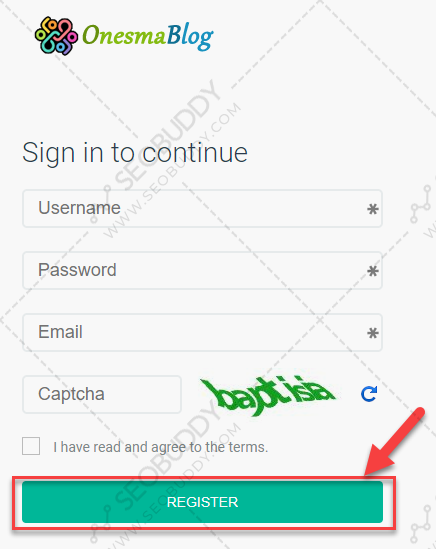 OnesmaBlog
Sign in to continue
Username *
Password *
Email *
Captcha
baptisia
I have read and agree to the terms.
REGISTER
SEOBUDDY
WWW.SEOBUDDY.COM
SEOBUDDY
WWW.SEOBUDDY.COM